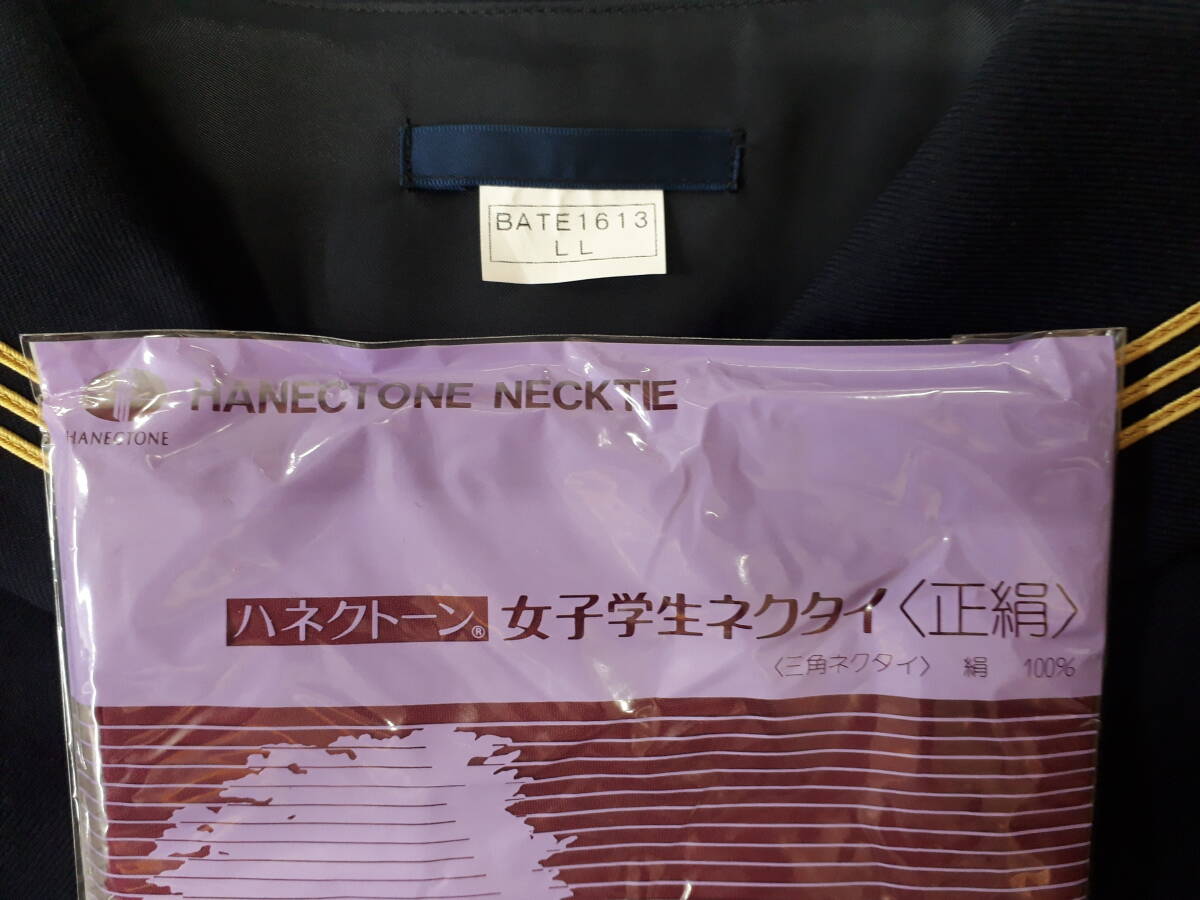 BATE1613
LL
HANECTONE NECKTIE
HANECTONE
ハネクトーン® 女子学生ネクタイ〈正絹〉
〈三角ネクタイ〉 絹 100%